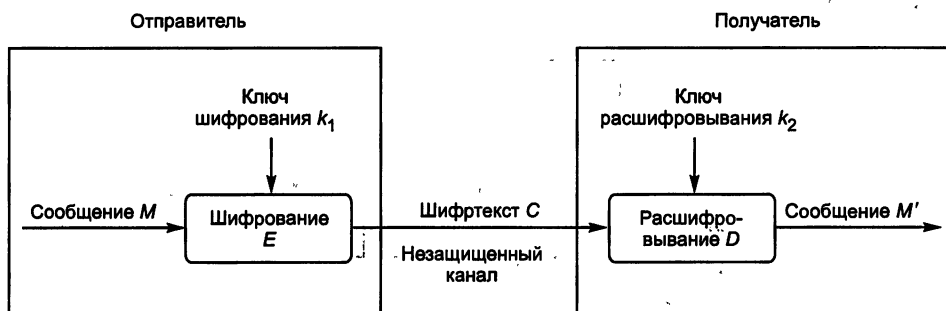 Отправитель
Получатель
Ключ
шифрования k₁
Ключ
расшифровывания k₂
Сообщение M
Шифрование
E
Шифртекст C
Незащищенный
канал
Расшифро-
вывание D
Сообщение M'